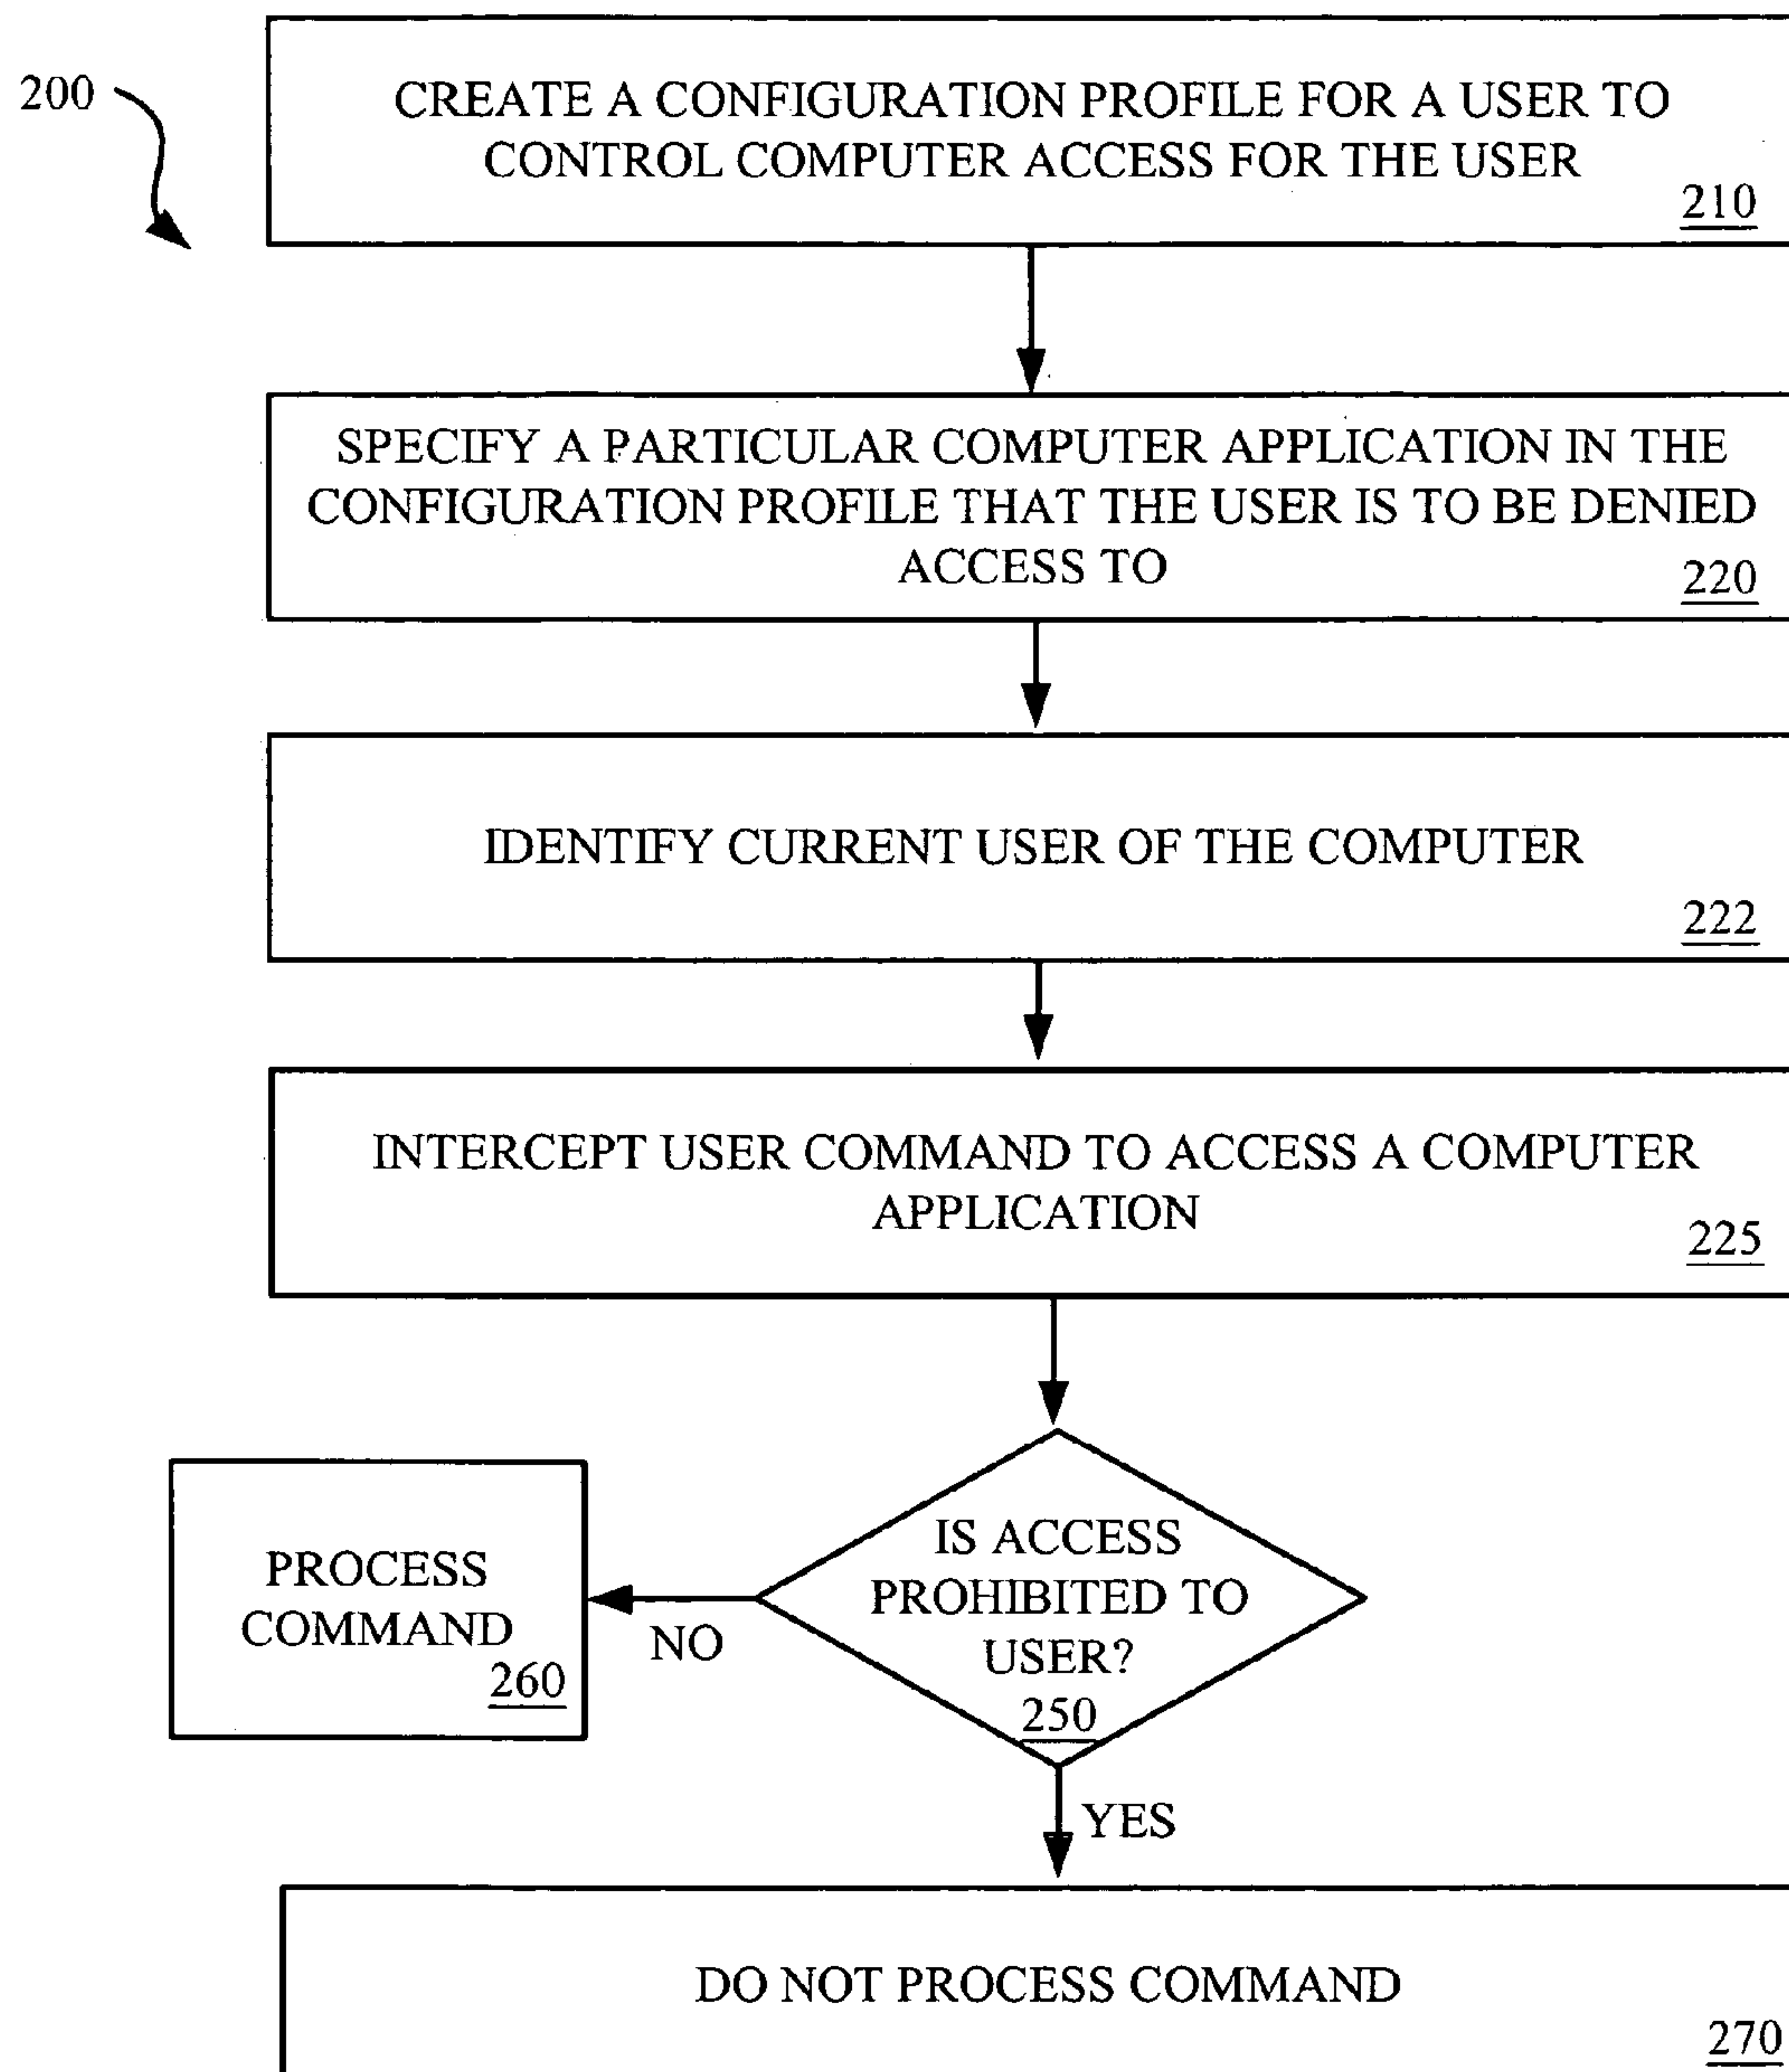 200
CREATE A CONFIGURATION PROFILE FOR A USER TO
CONTROL COMPUTER ACCESS FOR THE USER
210
SPECIFY A PARTICULAR COMPUTER APPLICATION IN THE
CONFIGURATION PROFILE THAT THE USER IS TO BE DENIED
ACCESS TO
220
IDENTIFY CURRENT USER OF THE COMPUTER
222
INTERCEPT USER COMMAND TO ACCESS A COMPUTER
APPLICATION
225
IS ACCESS
PROHIBITED TO
USER?
250
NO
PROCESS
COMMAND
260
YES
DO NOT PROCESS COMMAND
270